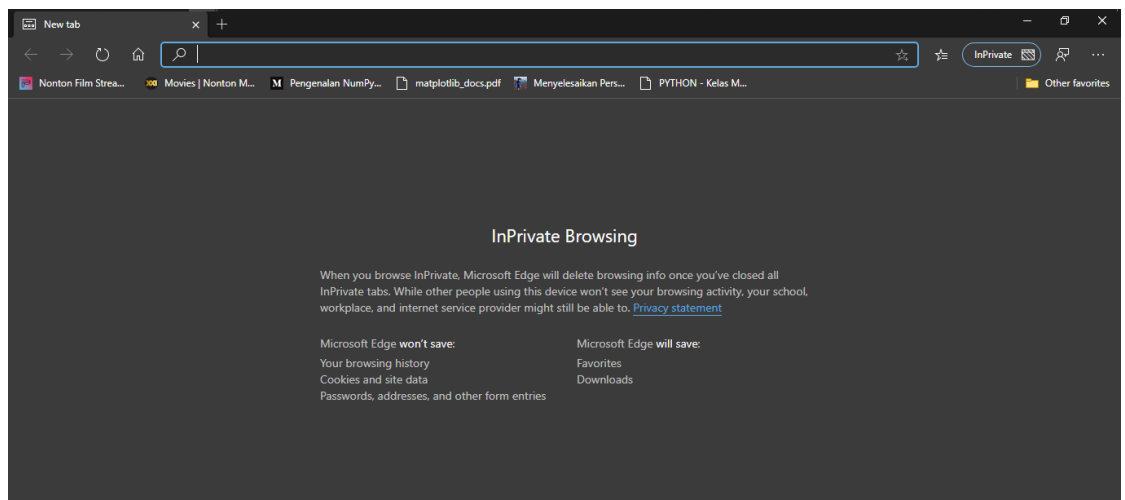 New tab
InPrivate
Nonton Film Strea... Movies | Nonton M... Pengenalan NumPy... matplotlib_docs.pdf Menyelesaikan Pers... PYTHON - Kelas M... Other favorites
InPrivate Browsing
When you browse InPrivate, Microsoft Edge will delete browsing info once you've closed all
InPrivate tabs. While other people using this device won't see your browsing activity, your school,
workplace, and internet service provider might still be able to. Privacy statement
Microsoft Edge won't save:
Your browsing history
Cookies and site data
Passwords, addresses, and other form entries
Microsoft Edge will save:
Favorites
Downloads